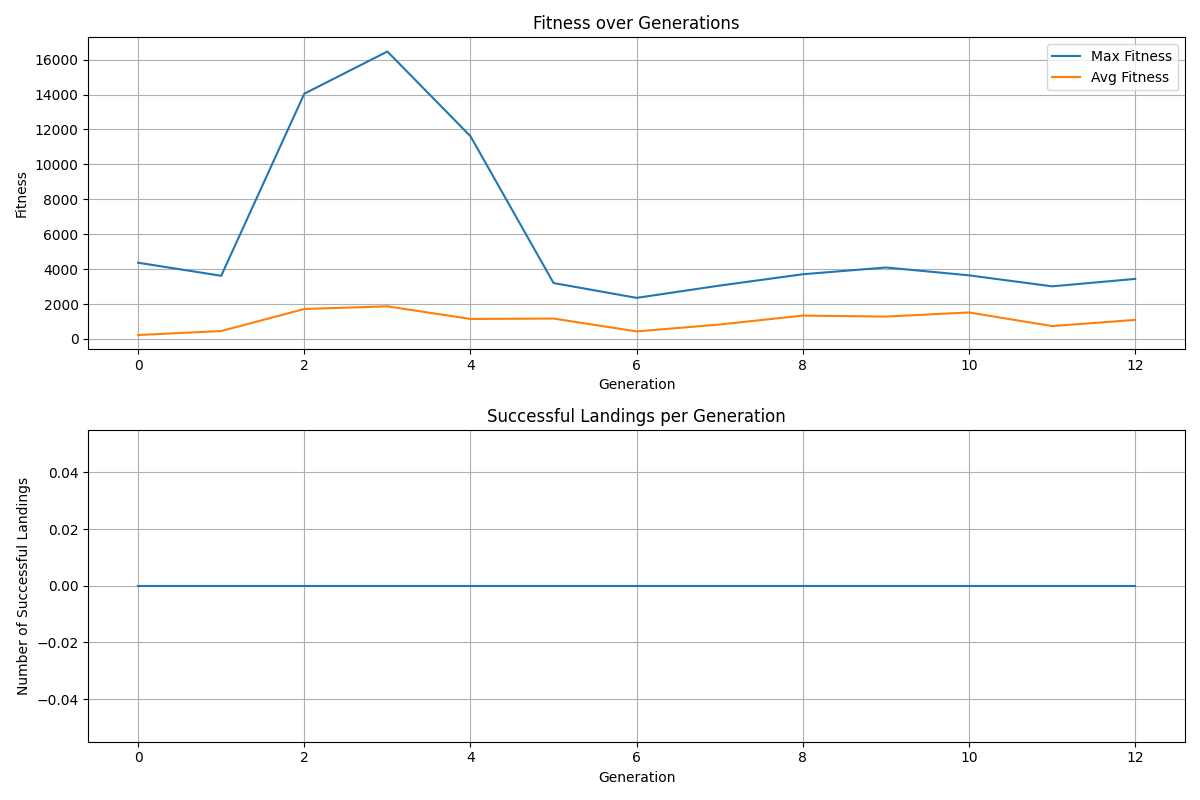 Fitness over Generations
Max Fitness
Avg Fitness
16000
14000
12000
10000
8000
6000
4000
2000
0
Fitness
0 2 4 6 8 10 12
Generation
Successful Landings per Generation
0.04
0.02
0.00
−0.02
−0.04
Number of Successful Landings
0 2 4 6 8 10 12
Generation